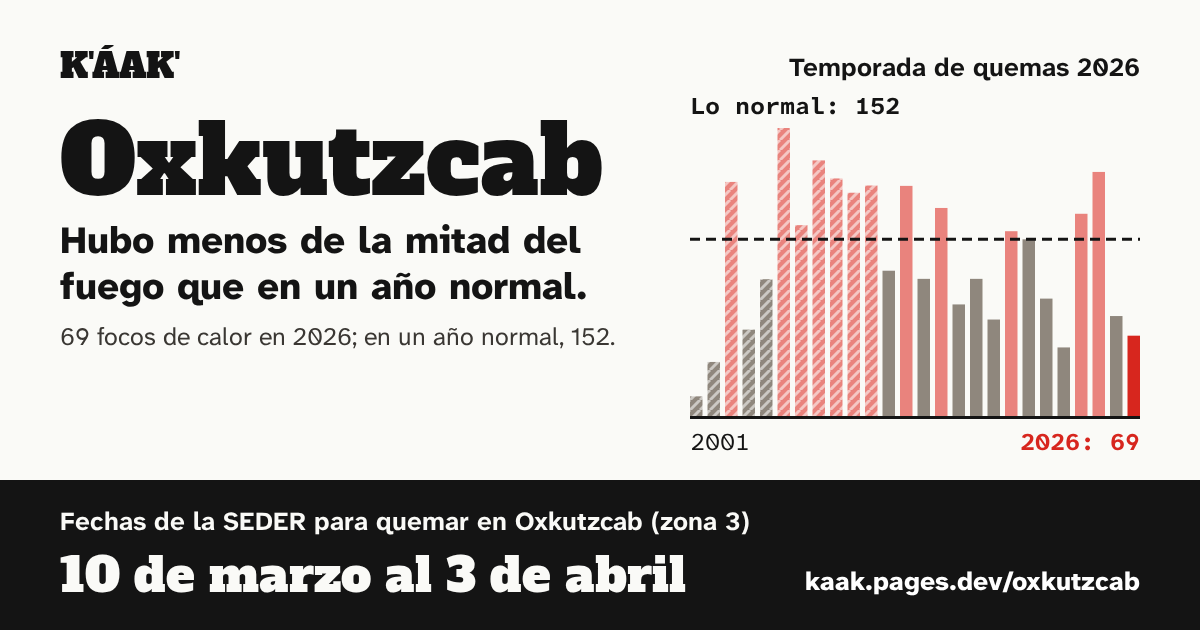 K'ÁAK'
Oxkutzcab
Hubo menos de la mitad del
fuego que en un año normal.
69 focos de calor en 2026; en un año normal, 152.
Temporada de quemas 2026
Lo normal: 152
2001
2026: 69
Fechas de la SEDER para quemar en Oxkutzcab (zona 3)
10 de marzo al 3 de abril
kaak.pages.dev/oxkutzcab